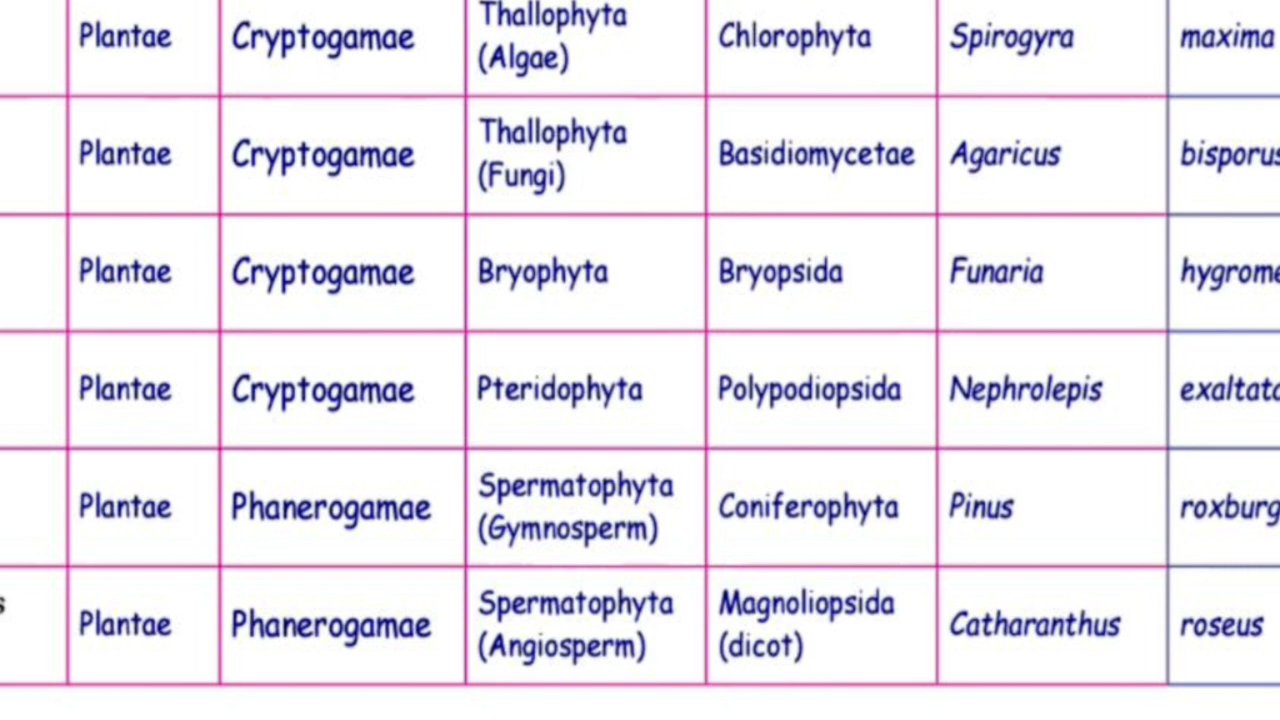 Plantae Cryptogamae Thallophyta (Algae) Chlorophyta Spirogyra maxima
Plantae Cryptogamae Thallophyta (Fungi) Basidiomycetae Agaricus bisporus
Plantae Cryptogamae Bryophyta Bryopsida Funaria hygrome
Plantae Cryptogamae Pteridophyta Polypodiopsida Nephrolepis exaltata
Plantae Phanerogamae Spermatophyta (Gymnosperm) Coniferophyta Pinus roxburg
s Plantae Phanerogamae Spermatophyta (Angiosperm) Magnoliopsida (dicot) Catharanthus roseus